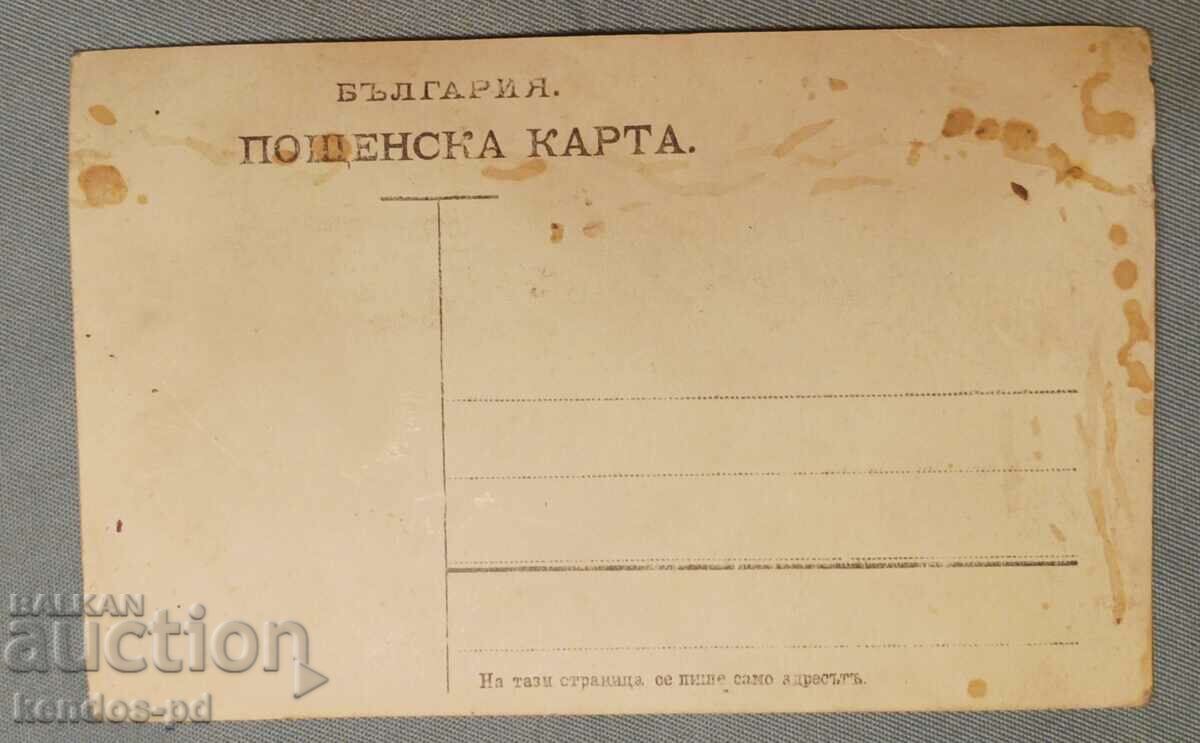 БЪЛГАРИЯ.
ПОЩЕНСКА КАРТА.
На тази страница се пише само адресътъ.
BALKAN
auction
kendos-pd